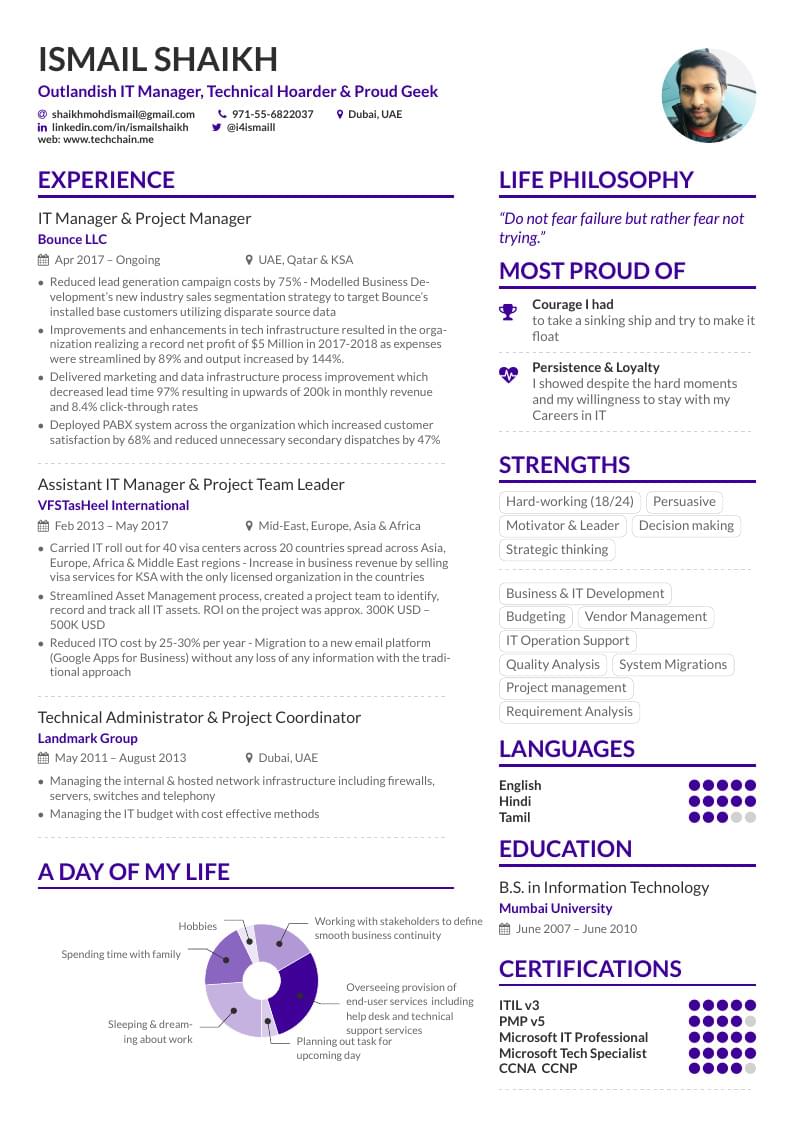 ISMAIL SHAIKH
Outlandish IT Manager, Technical Hoarder & Proud Geek
@ shaikhmohdismail@gmail.com 971-55-6822037 Dubai, UAE
in linkedin.com/in/ismailshaikh @i4ismaill
web: www.techchain.me
EXPERIENCE
IT Manager & Project Manager
Bounce LLC
Apr 2017 – Ongoing UAE, Qatar & KSA
• Reduced lead generation campaign costs by 75% - Modelled Business De-
velopment's new industry sales segmentation strategy to target Bounce's
installed base customers utilizing disparate source data
• Improvements and enhancements in tech infrastructure resulted in the orga-
nization realizing a record net profit of $5 Million in 2017-2018 as expenses
were streamlined by 89% and output increased by 144%.
• Delivered marketing and data infrastructure process improvement which
decreased lead time 97% resulting in upwards of 200k in monthly revenue
and 8.4% click-through rates
• Deployed PABX system across the organization which increased customer
satisfaction by 68% and reduced unnecessary secondary dispatches by 47%
Assistant IT Manager & Project Team Leader
VFSTasHeel International
Feb 2013 – May 2017 Mid-East, Europe, Asia & Africa
• Carried IT roll out for 40 visa centers across 20 countries spread across Asia,
Europe, Africa & Middle East regions - Increase in business revenue by selling
visa services for KSA with the only licensed organization in the countries
• Streamlined Asset Management process, created a project team to identify,
record and track all IT assets. ROI on the project was approx. 300K USD –
500K USD
• Reduced ITO cost by 25-30% per year - Migration to a new email platform
(Google Apps for Business) without any loss of any information with the tradi-
tional approach
Technical Administrator & Project Coordinator
Landmark Group
May 2011 – August 2013 Dubai, UAE
• Managing the internal & hosted network infrastructure including firewalls,
servers, switches and telephony
• Managing the IT budget with cost effective methods
A DAY OF MY LIFE
Hobbies
Working with stakeholders to define
smooth business continuity
Spending time with family
Overseeing provision of
end-user services including
help desk and technical
support services
Sleeping & dream-
ing about work
Planning out task for
upcoming day
LIFE PHILOSOPHY
“Do not fear failure but rather fear not
trying.”
MOST PROUD OF
Courage I had
to take a sinking ship and try to make it
float
Persistence & Loyalty
I showed despite the hard moments
and my willingness to stay with my
Careers in IT
STRENGTHS
Hard-working (18/24) Persuasive
Motivator & Leader Decision making
Strategic thinking
Business & IT Development
Budgeting Vendor Management
IT Operation Support
Quality Analysis System Migrations
Project management
Requirement Analysis
LANGUAGES
English
Hindi
Tamil
EDUCATION
B.S. in Information Technology
Mumbai University
June 2007 – June 2010
CERTIFICATIONS
ITIL v3
PMP v5
Microsoft IT Professional
Microsoft Tech Specialist
CCNA CCNP